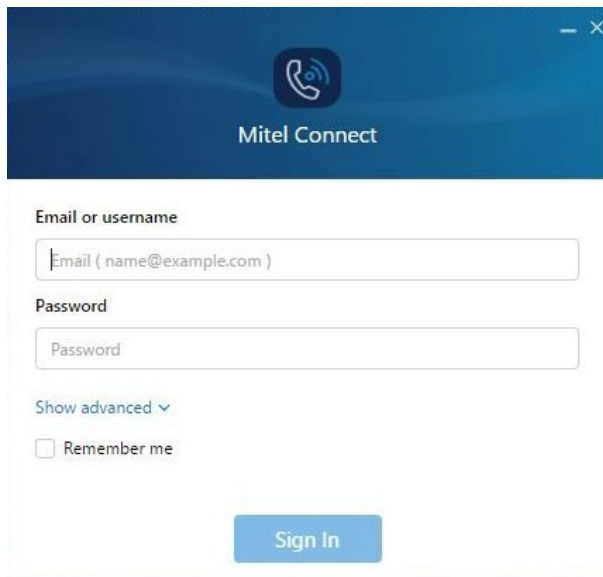 Mitel Connect
Email or username
Email ( name@example.com )
Password
Password
Show advanced
Remember me
Sign In